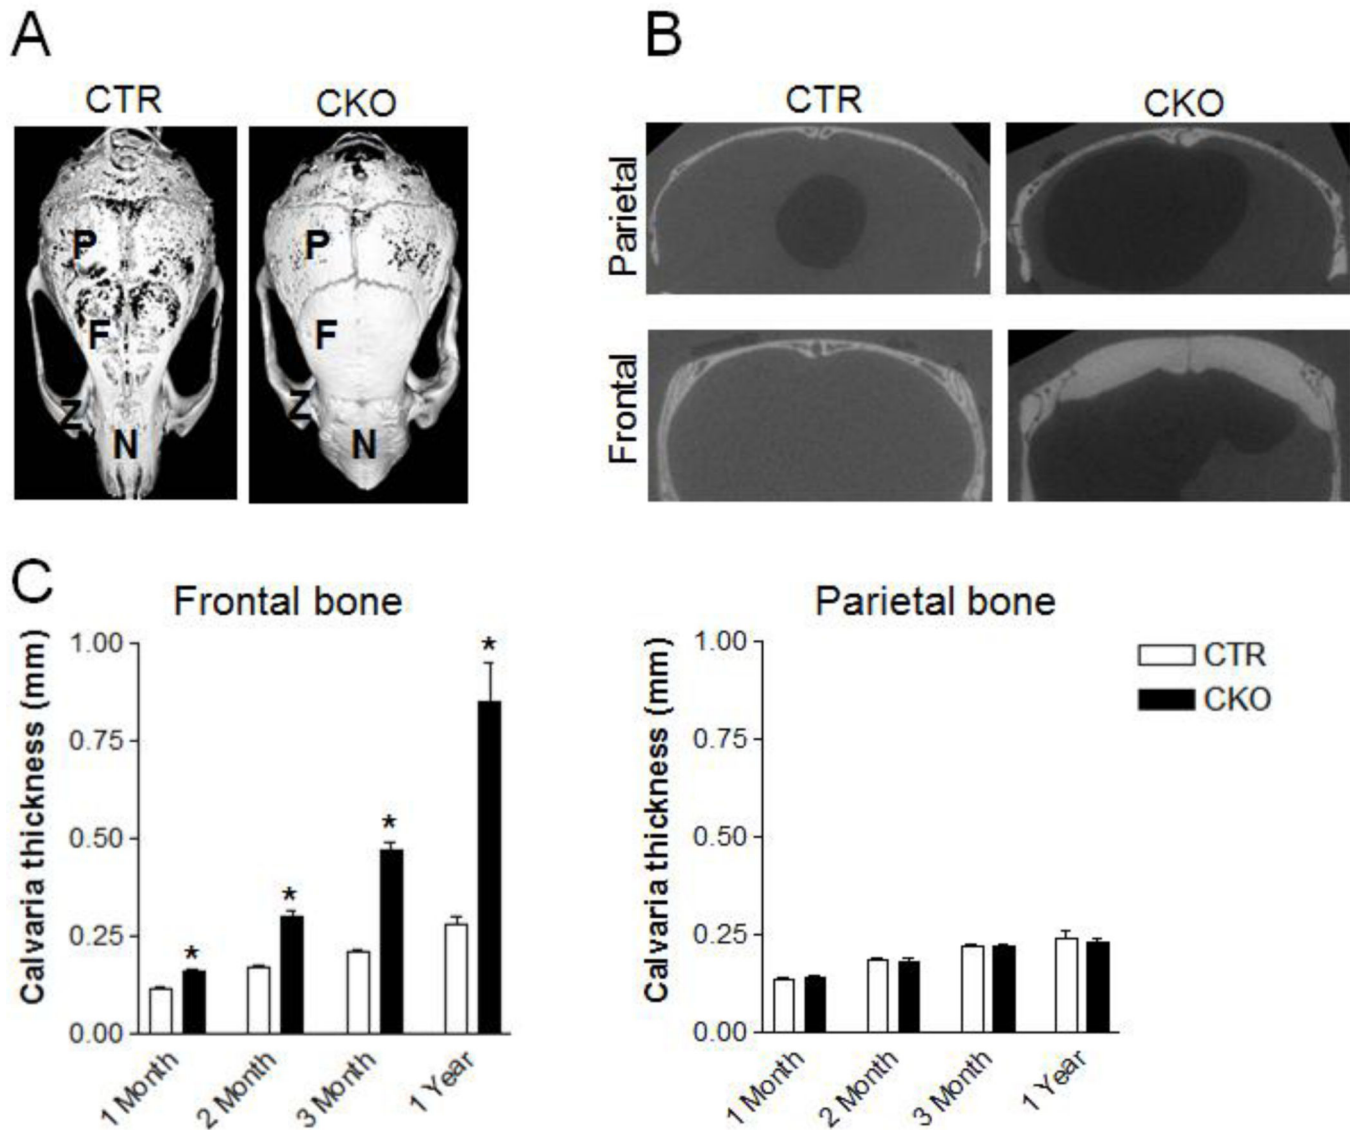 A
CTR
CKO
P
F
Z
N
P
F
Z
N
B
CTR
CKO
Parietal
Frontal
C
Frontal bone
Calvaria thickness (mm)
1.00
0.75
0.50
0.25
0.00
*
*
*
*
1 Month
2 Month
3 Month
1 Year
Parietal bone
Calvaria thickness (mm)
1.00
0.75
0.50
0.25
0.00
1 Month
2 Month
3 Month
1 Year
CTR
CKO